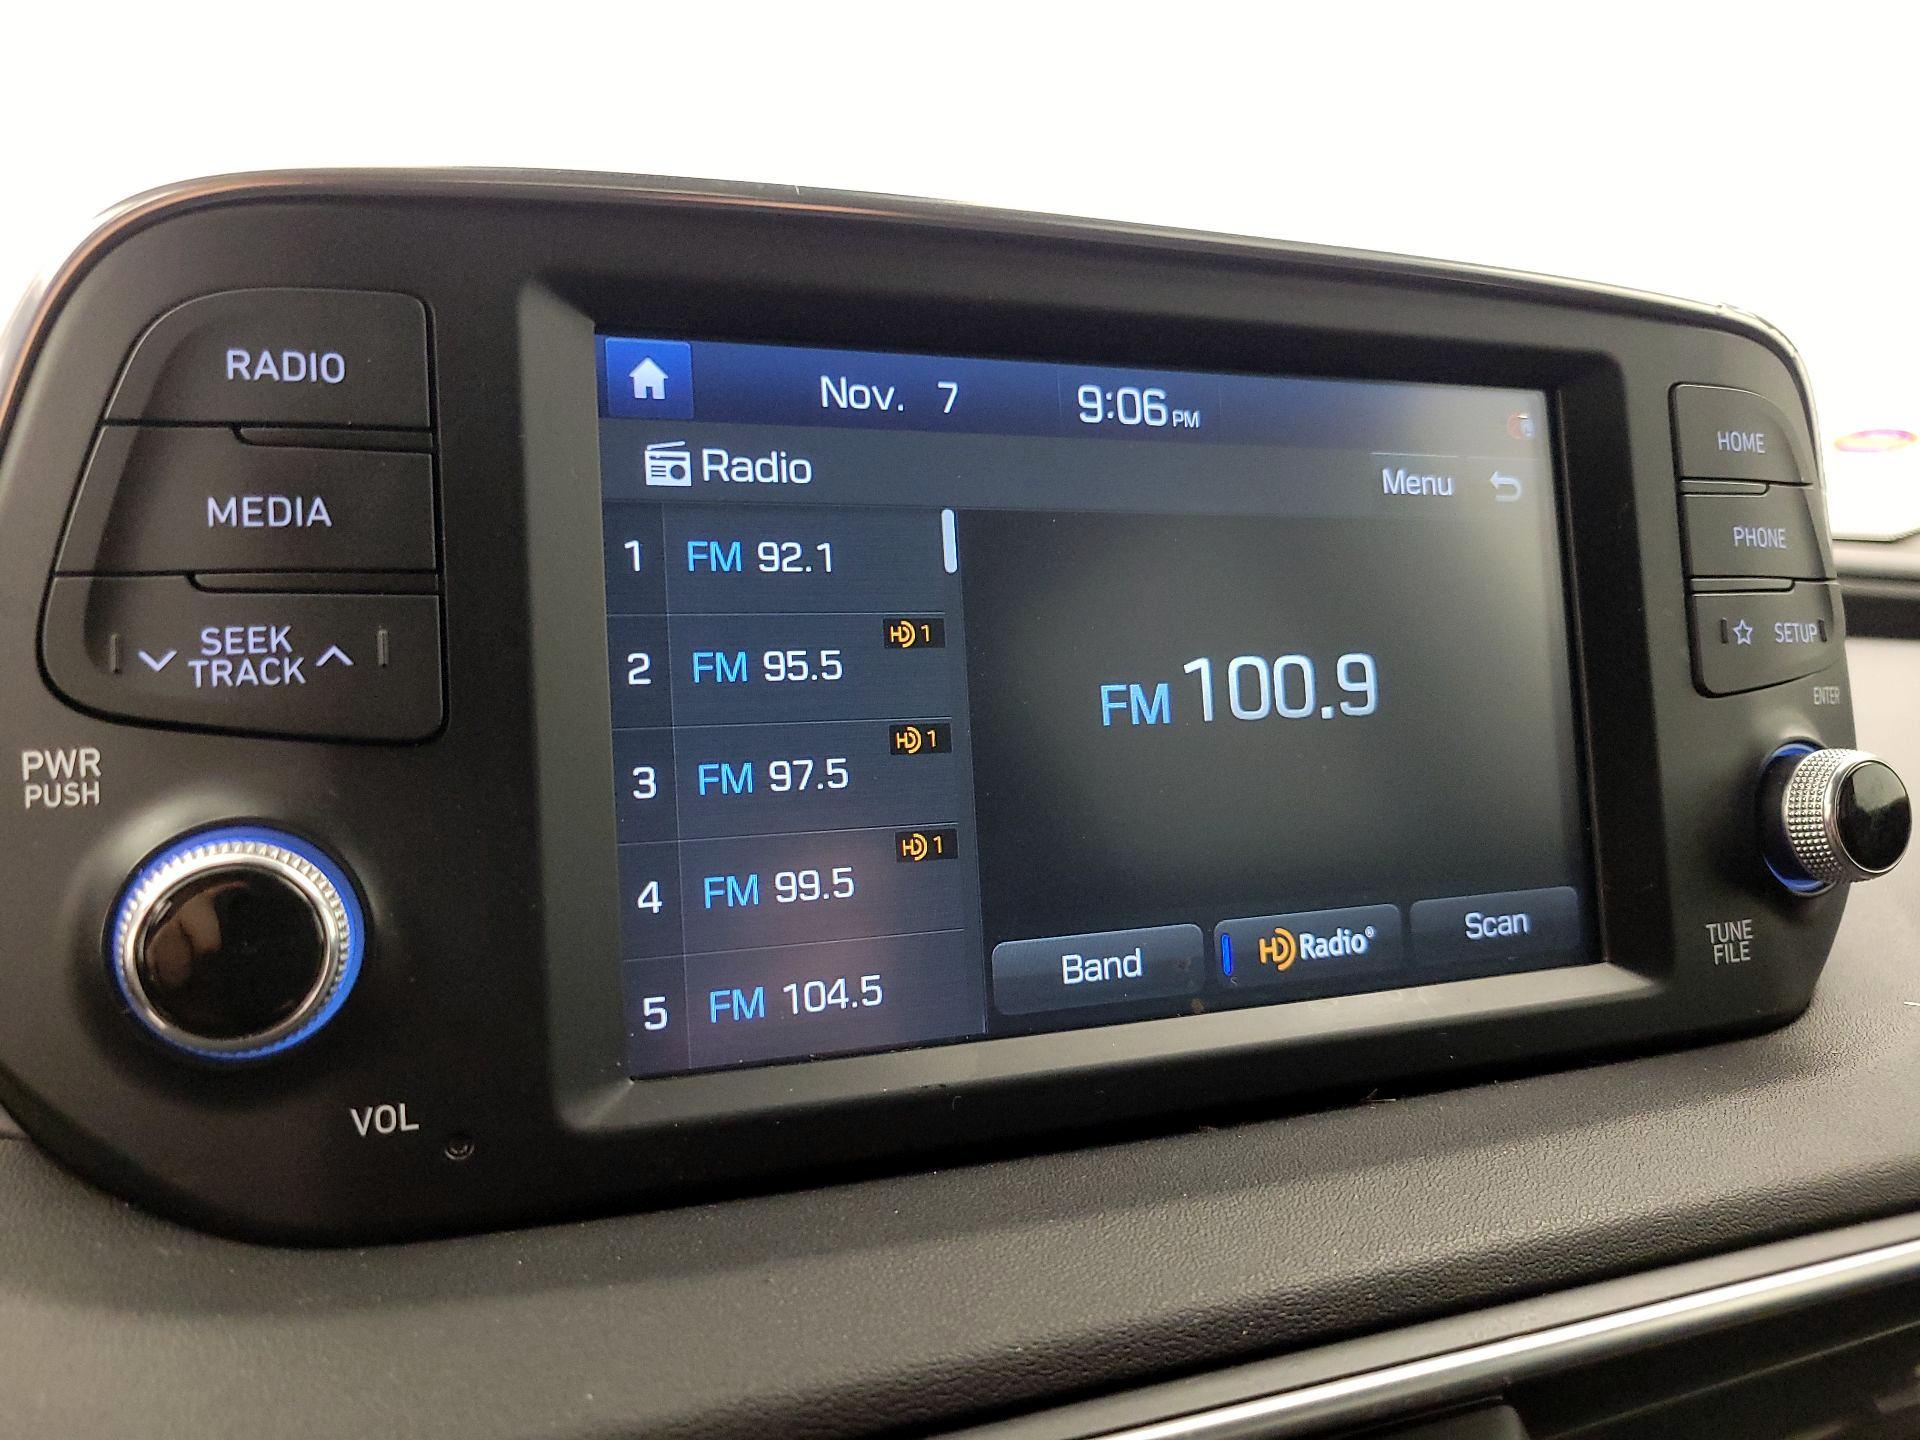 RADIO
MEDIA
SEEK
TRACK
PWR
PUSH
VOL
Nov. 7 9:06 PM
Radio
Menu
1 FM 92.1
2 FM 95.5 HD 1
3 FM 97.5 HD 1
4 FM 99.5 HD 1
5 FM 104.5
FM 100.9
Band
HD Radio®
Scan
HOME
PHONE
☆ SETUP
ENTER
TUNE
FILE